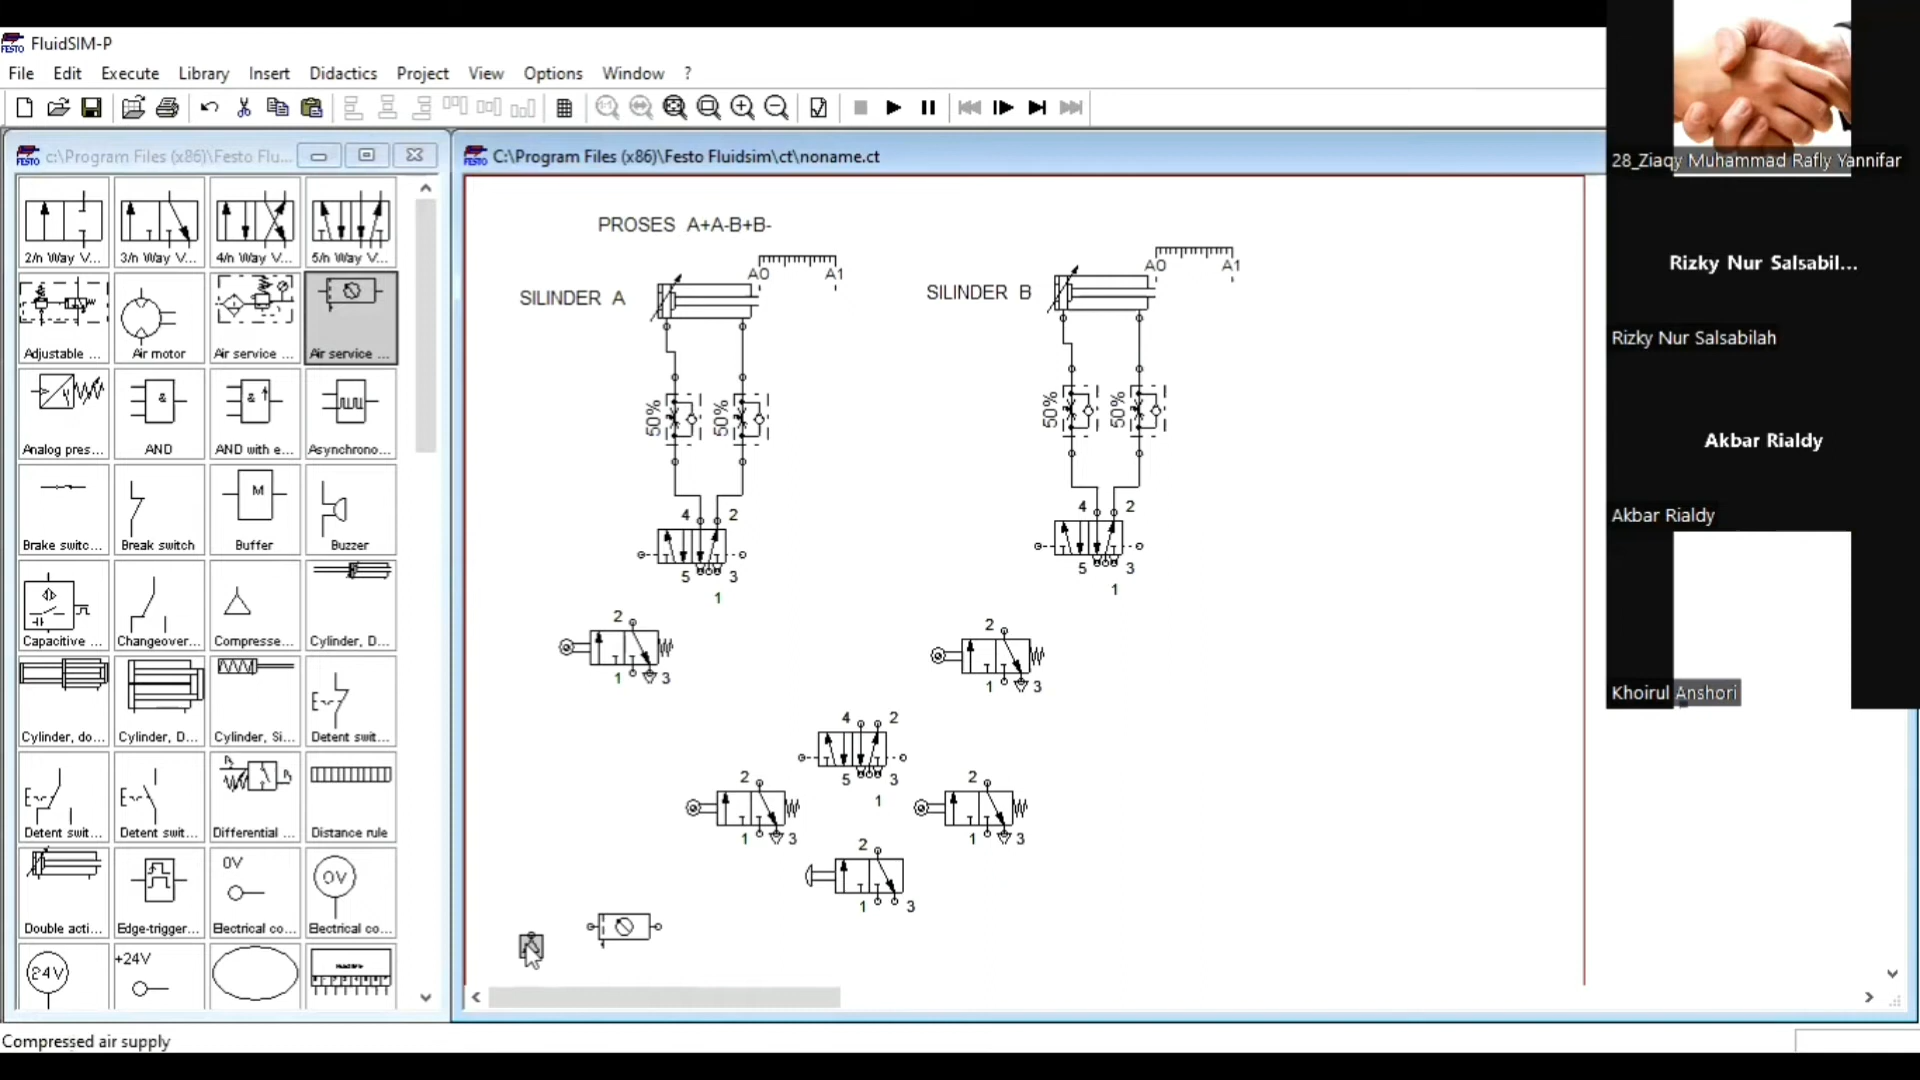 FluidSIM-P
File Edit Execute Library Insert Didactics Project View Options Window ?
c:\Program Files (x86)\Festo Flu...
C:\Program Files (x86)\Festo Fluidsim\ct\noname.ct
2/n Way V... 3/n Way V... 4/n Way V... 5/n Way V...
Adjustable ... Air motor Air service ... Air service ...
Analog pres... AND AND with e... Asynchrono...
Brake switc... Break switch Buffer Buzzer
Capacitive ... Changeover... Compresse... Cylinder, D...
Cylinder, do... Cylinder, D... Cylinder, Si... Detent swit...
Detent swit... Detent swit... Differential ... Distance rule
Double acti... Edge-trigger... Electrical co... Electrical co...
& & M
0V 0V
24V +24V
PROSES A+A-B+B-
A0 A1
SILINDER A
A0 A1
SILINDER B
50% 50%
50% 50%
4 2
5 3
1
4 2
5 3
1
2
1 3
2
1 3
4 2
5 3
1
2
1 3
2
1 3
2
1 3
Compressed air supply
28_Ziaqy Muhammad Rafly Yannifar
Rizky Nur Salsabil...
Rizky Nur Salsabilah
Akbar Rialdy
Akbar Rialdy
Khoirul Anshori